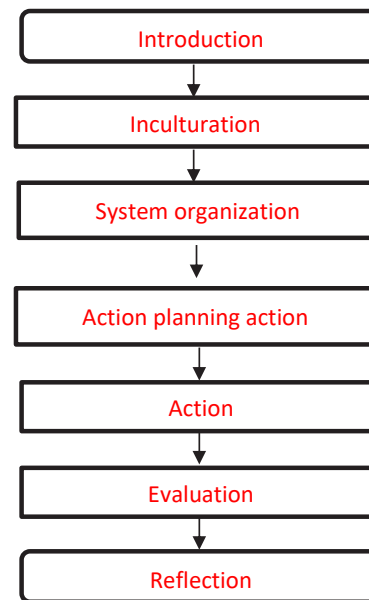 Introduction
Inculturation
System organization
Action planning action
Action
Evaluation
Reflection